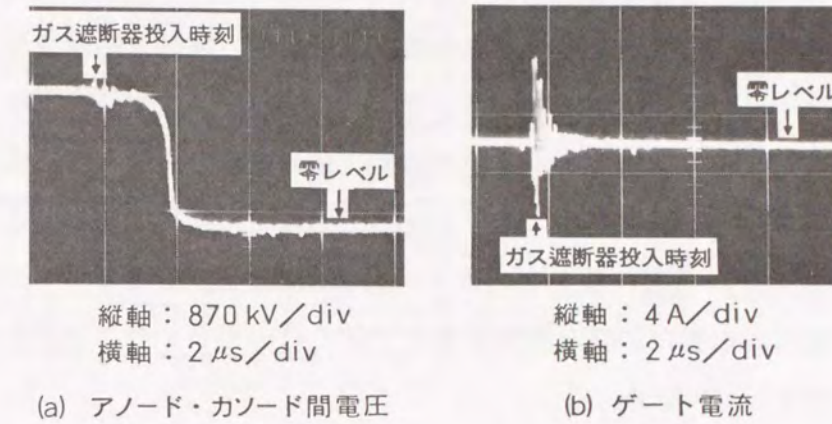 ガス遮断器投入時刻
零レベル
縦軸：870 kV／div
横軸：2 μs／div
(a) アノード・カソード間電圧
零レベル
ガス遮断器投入時刻
縦軸：4 A／div
横軸：2 μs／div
(b) ゲート電流